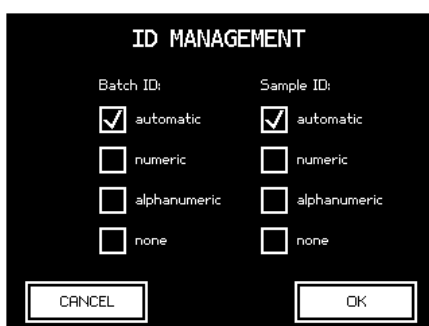 ID MANAGEMENT
Batch ID: Sample ID:
automatic automatic
numeric numeric
alphanumeric alphanumeric
none none
CANCEL OK